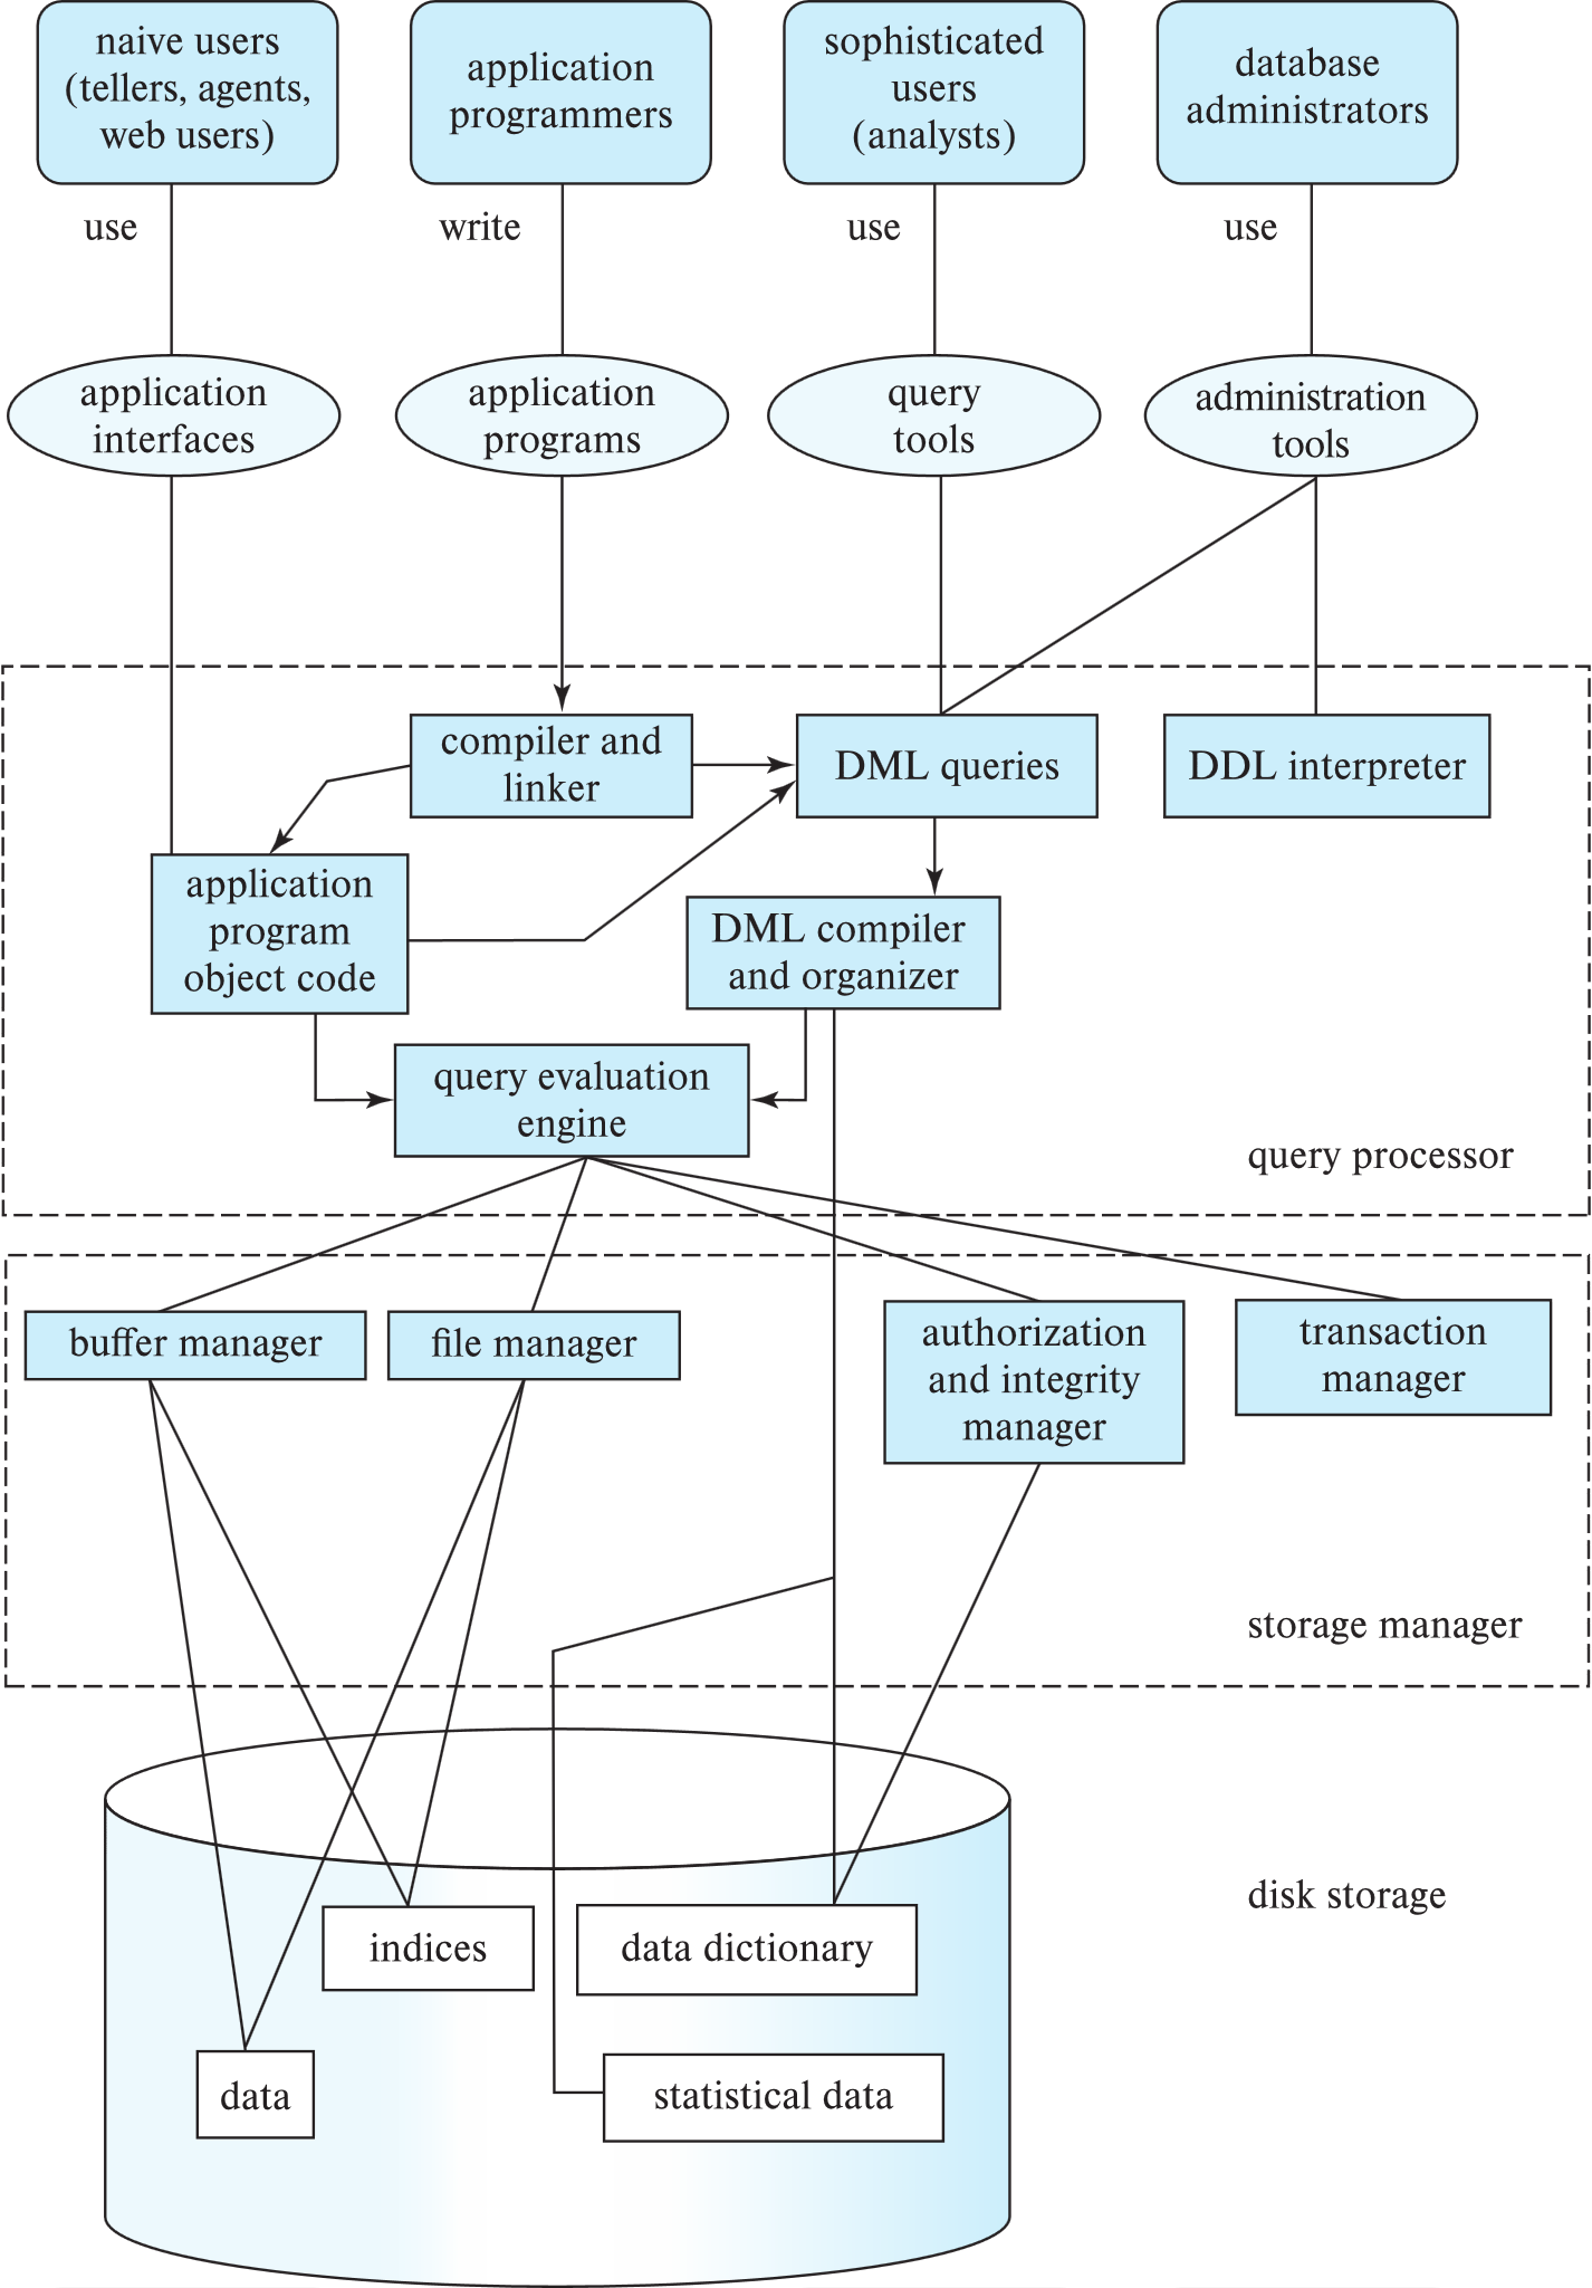 naive users
(tellers, agents,
web users)
application
programmers
sophisticated
users
(analysts)
database
administrators
use
write
use
use
application
interfaces
application
programs
query
tools
administration
tools
compiler and
linker
DML queries
DDL interpreter
application
program
object code
DML compiler
and organizer
query evaluation
engine
query processor
buffer manager
file manager
authorization
and integrity
manager
transaction
manager
storage manager
disk storage
indices
data dictionary
data
statistical data